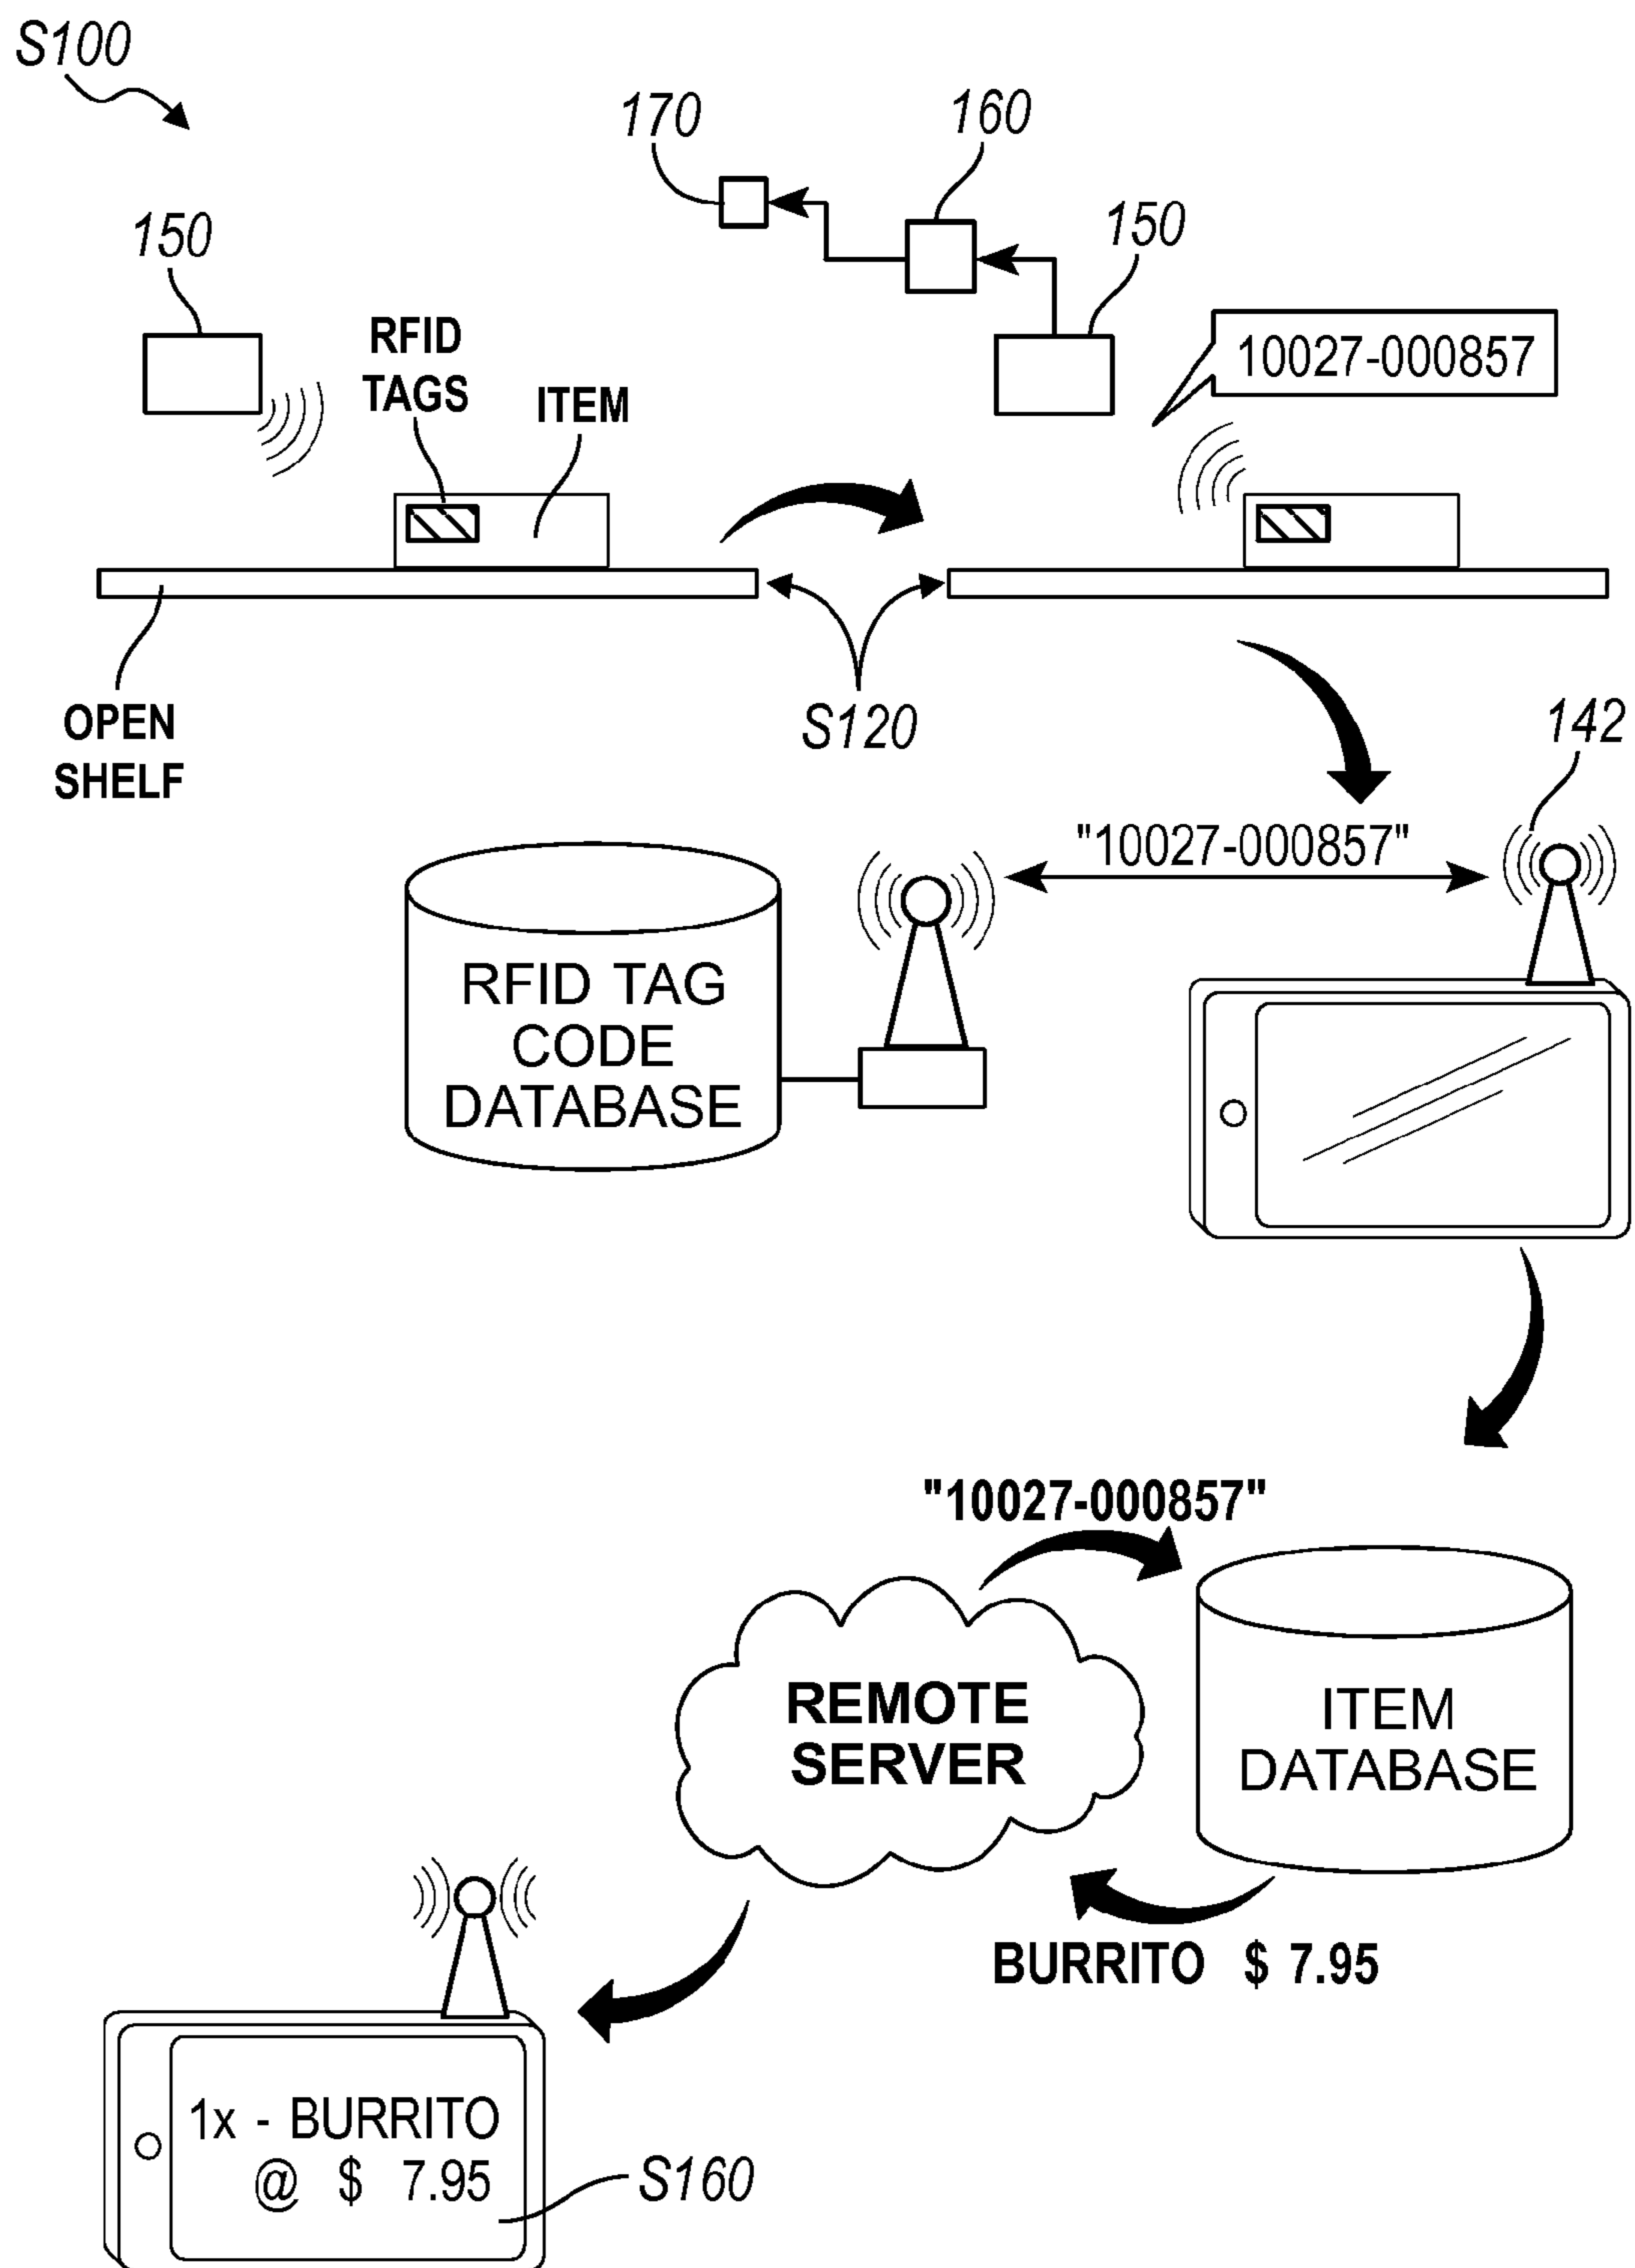 S100
170
160
150
150
RFID
TAGS
ITEM
10027-000857
OPEN
SHELF
S120
142
"10027-000857"
RFID TAG
CODE
DATABASE
"10027-000857"
REMOTE
SERVER
ITEM
DATABASE
BURRITO $ 7.95
1x - BURRITO
@ $ 7.95
S160